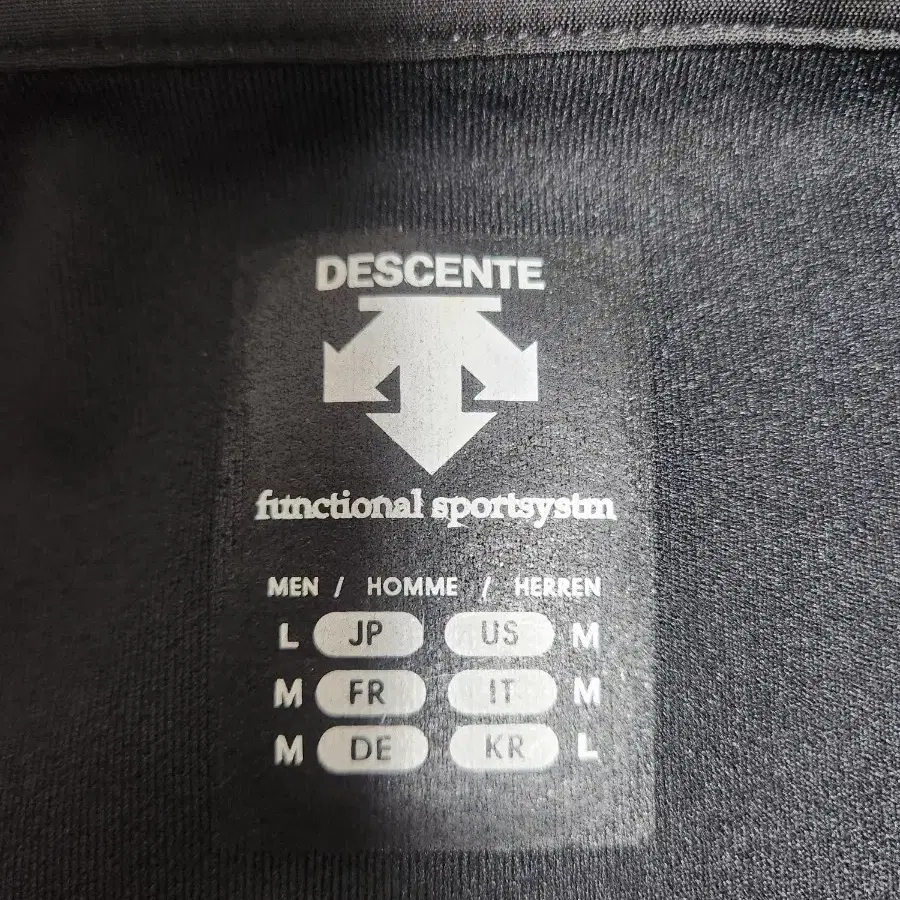 DESCENTE
functional sportsystm
MEN / HOMME / HERREN
L JP US M
M FR IT M
M DE KR L